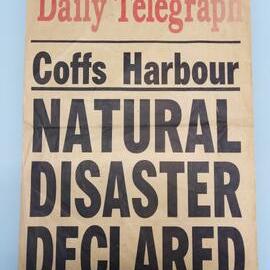 Daily Telegraph
Coffs Harbour
NATURAL
DISASTER
DECLARED